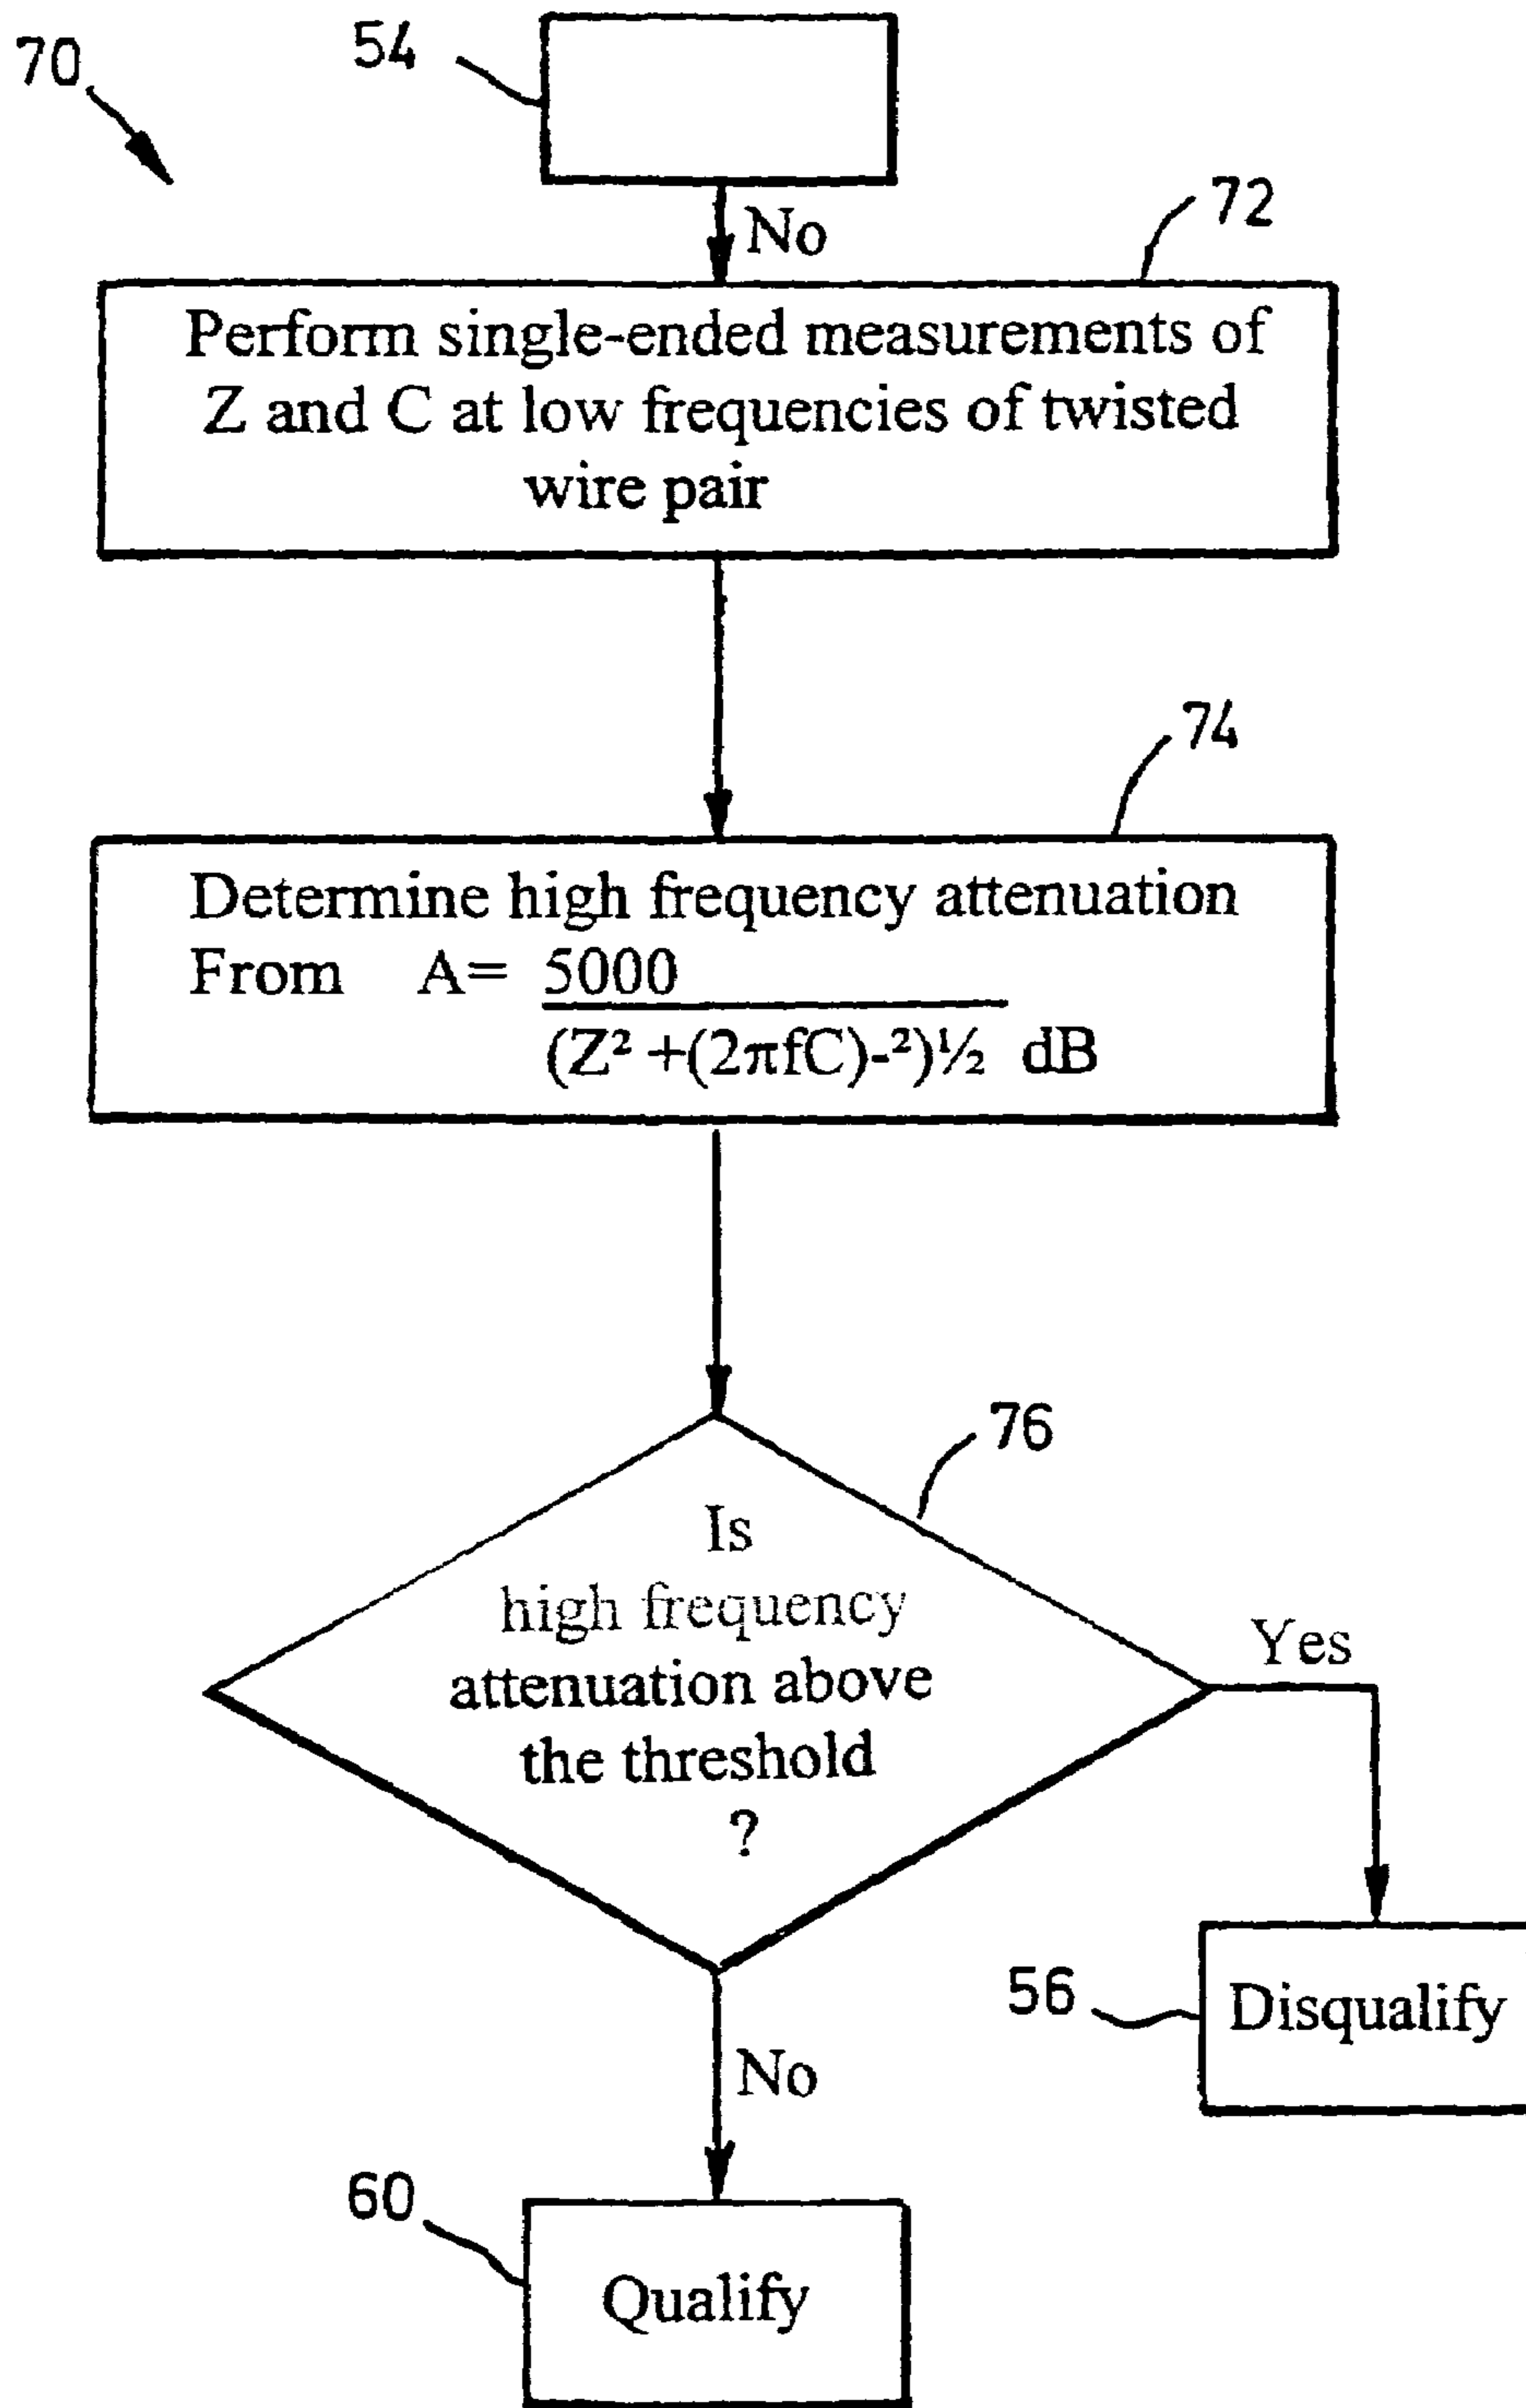 70
54
No
72
Perform single-ended measurements of
Z and C at low frequencies of twisted
wire pair
74
Determine high frequency attenuation
From A= 5000
(Z² +(2πfC)-²)½ dB
76
Is
high frequency
attenuation above
the threshold
?
Yes
56
Disqualify
No
60
Qualify